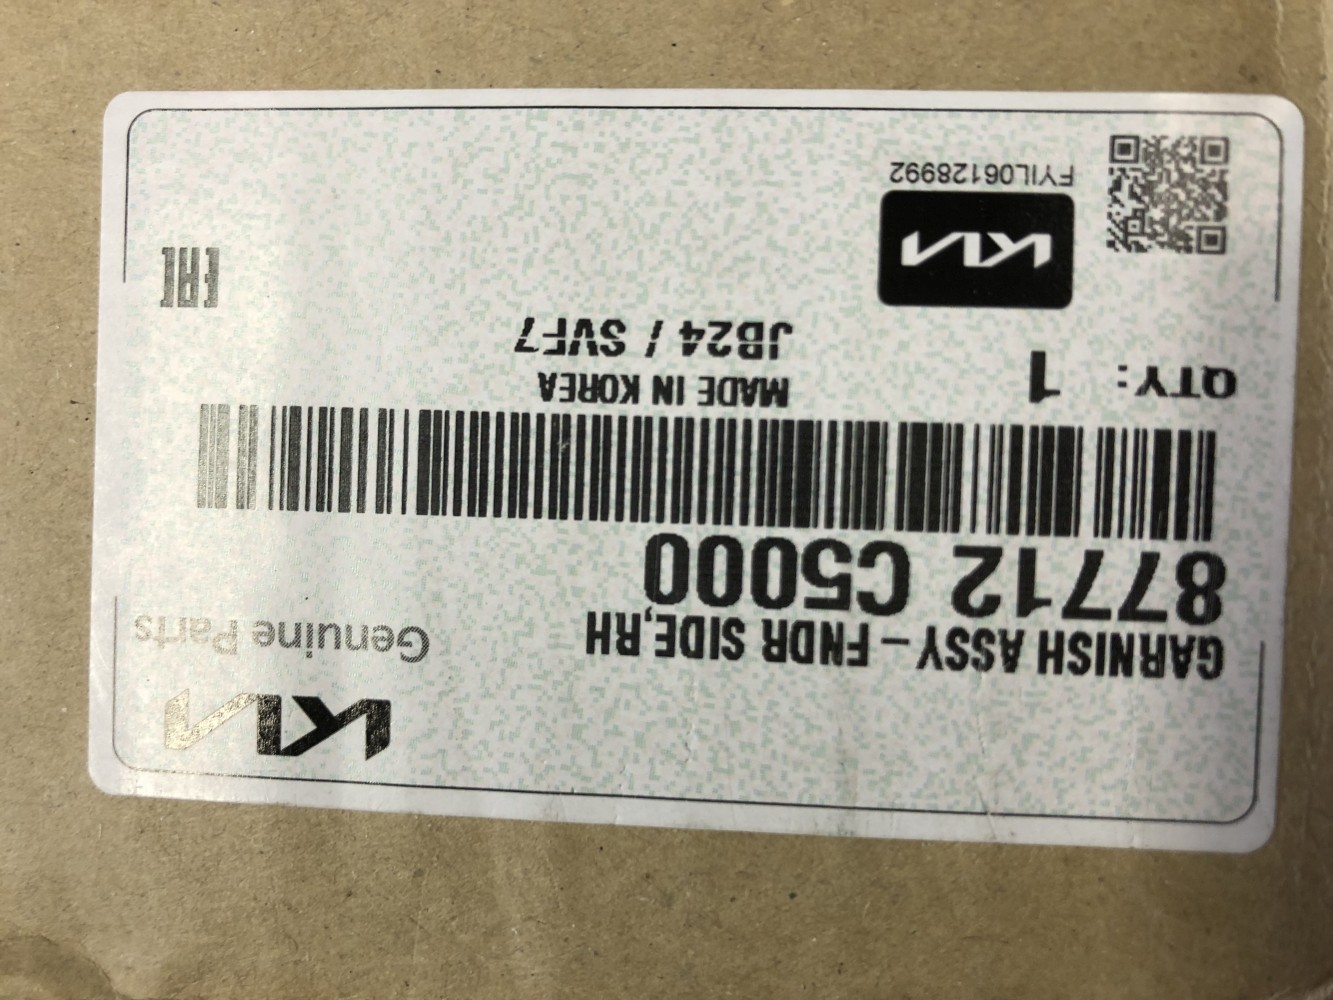 KIA
Genuine Parts
GARNISH ASSY-FNDR SIDE,RH
87712 C5000
QTY: 1
MADE IN KOREA
JB24 / SVF7
EAC
KIA
FYIL06128992